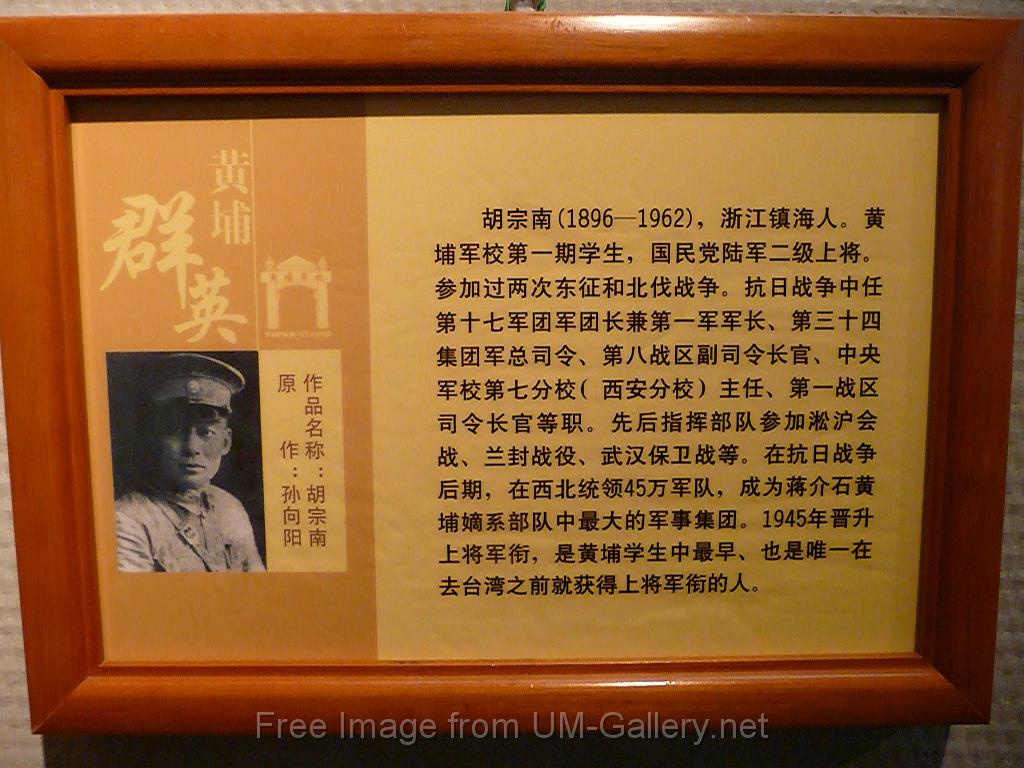 黄埔
群英
作品名称：胡宗南
原 作：孙向阳
胡宗南(1896—1962)，浙江镇海人。黄
埔军校第一期学生，国民党陆军二级上将。
参加过两次东征和北伐战争。抗日战争中任
第十七军团军团长兼第一军军长、第三十四
集团军总司令、第八战区副司令长官、中央
军校第七分校(西安分校)主任、第一战区
司令长官等职。先后指挥部队参加淞沪会
战、兰封战役、武汉保卫战等。在抗日战争
后期，在西北统领45万军队，成为蒋介石黄
埔嫡系部队中最大的军事集团。1945年晋升
上将军衔，是黄埔学生中最早、也是唯一在
去台湾之前就获得上将军衔的人。
Free Image from UM-Gallery.net